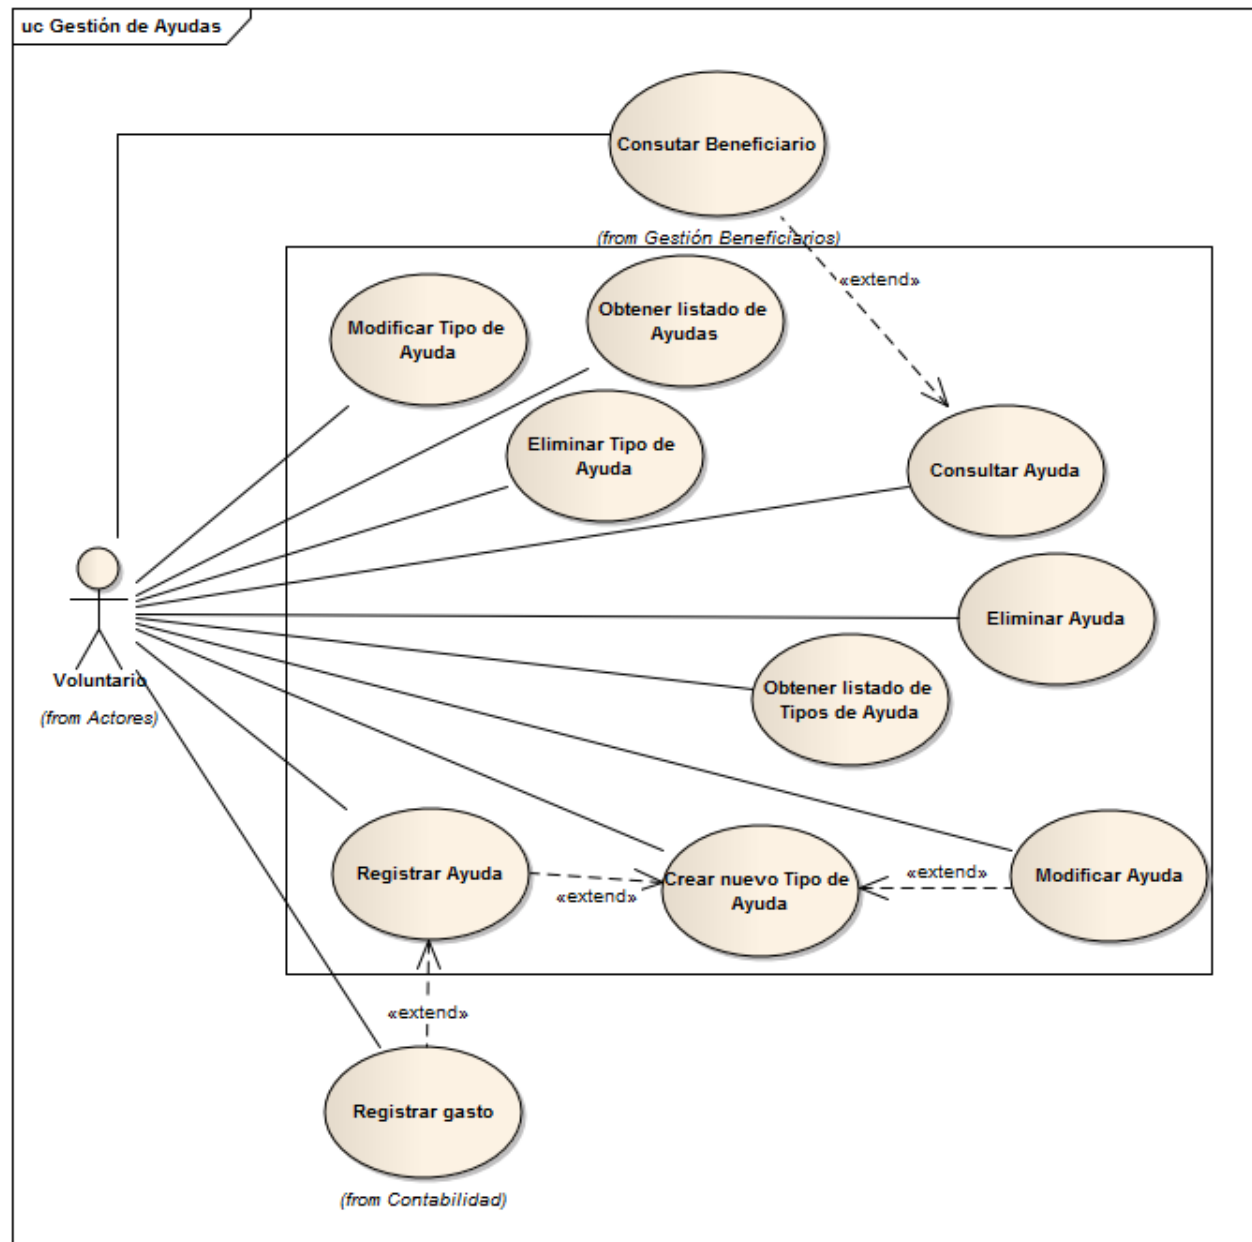 uc Gestión de Ayudas
Consutar Beneficiario
(from Gestión Beneficiarios)
«extend»
Obtener listado de
Ayudas
Modificar Tipo de
Ayuda
Eliminar Tipo de
Ayuda
Consultar Ayuda
Eliminar Ayuda
Voluntario
(from Actores)
Obtener listado de
Tipos de Ayuda
Registrar Ayuda
«extend»
Crear nuevo Tipo de
Ayuda
«extend»
Modificar Ayuda
«extend»
Registrar gasto
(from Contabilidad)